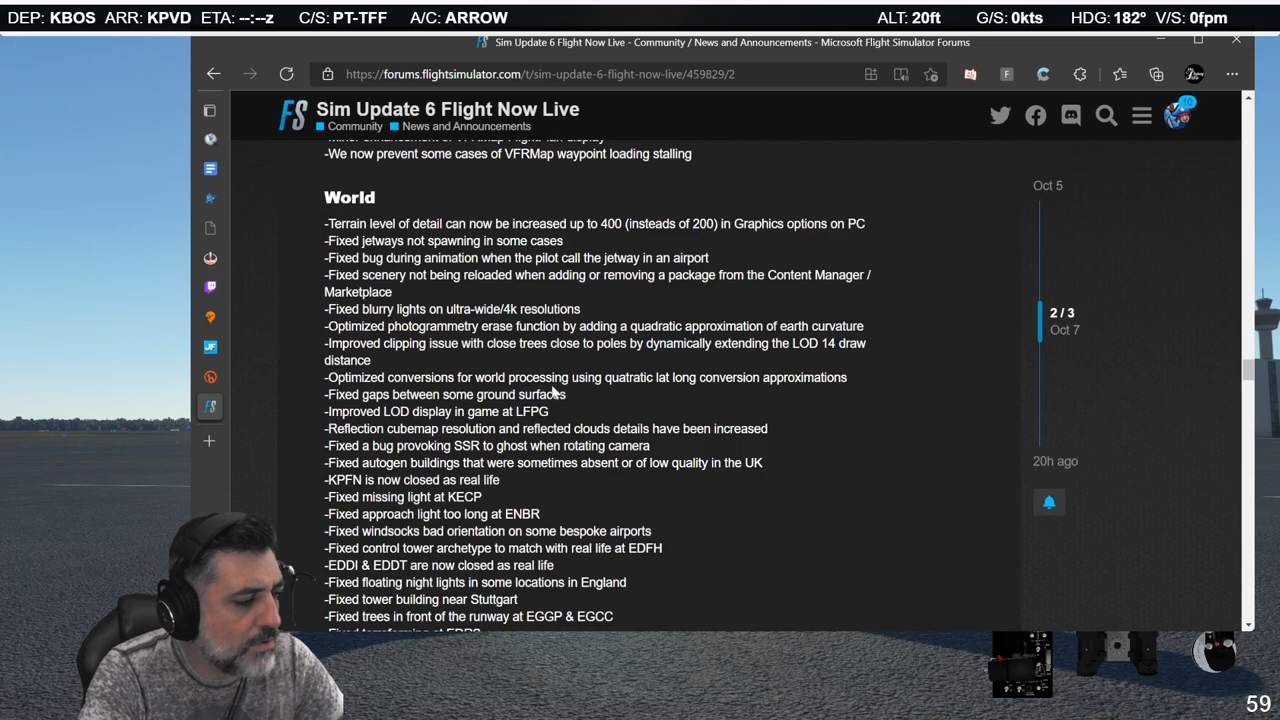 DEP: KBOS ARR: KPVD ETA: --:--z C/S: PT-TFF A/C: ARROW ALT: 20ft G/S: 0kts HDG: 182° V/S: 0fpm
Sim Update 6 Flight Now Live - Community / News and Announcements - Microsoft Flight Simulator Forums
https://forums.flightsimulator.com/t/sim-update-6-flight-now-live/459829/2
FS Sim Update 6 Flight Now Live
Community News and Announcements
10
-We now prevent some cases of VFRMap waypoint loading stalling
World
-Terrain level of detail can now be increased up to 400 (insteads of 200) in Graphics options on PC
-Fixed jetways not spawning in some cases
-Fixed bug during animation when the pilot call the jetway in an airport
-Fixed scenery not being reloaded when adding or removing a package from the Content Manager /
Marketplace
-Fixed blurry lights on ultra-wide/4k resolutions
-Optimized photogrammetry erase function by adding a quadratic approximation of earth curvature
-Improved clipping issue with close trees close to poles by dynamically extending the LOD 14 draw
distance
-Optimized conversions for world processing using quatratic lat long conversion approximations
-Fixed gaps between some ground surfaces
-Improved LOD display in game at LFPG
-Reflection cubemap resolution and reflected clouds details have been increased
-Fixed a bug provoking SSR to ghost when rotating camera
-Fixed autogen buildings that were sometimes absent or of low quality in the UK
-KPFN is now closed as real life
-Fixed missing light at KECP
-Fixed approach light too long at ENBR
-Fixed windsocks bad orientation on some bespoke airports
-Fixed control tower archetype to match with real life at EDFH
-EDDI & EDDT are now closed as real life
-Fixed floating night lights in some locations in England
-Fixed tower building near Stuttgart
-Fixed trees in front of the runway at EGGP & EGCC
Oct 5
2 / 3
Oct 7
20h ago
59